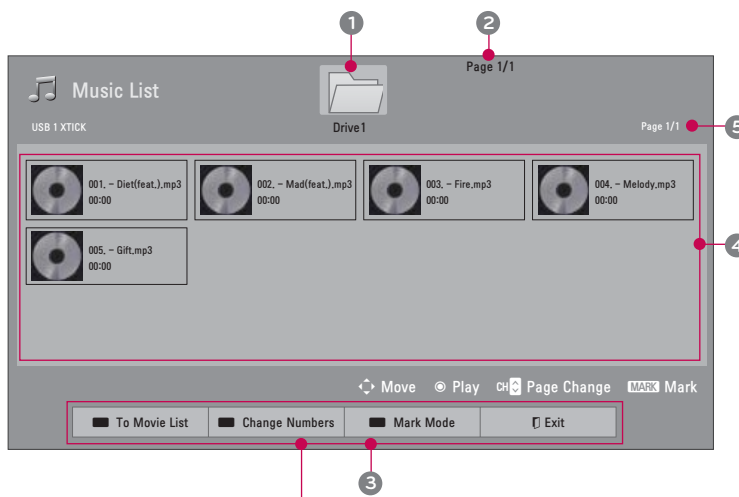 1
2
Page 1/1
Music List
USB 1 XTICK
Drive1
Page 1/1
5
001. - Diet(feat.).mp3
00:00
002. - Mad(feat.).mp3
00:00
003. - Fire.mp3
00:00
004. - Melody.mp3
00:00
4
005. - Gift.mp3
00:00
Move
Play
CH Page Change
MARK Mark
To Movie List
Change Numbers
Mark Mode
Exit
3